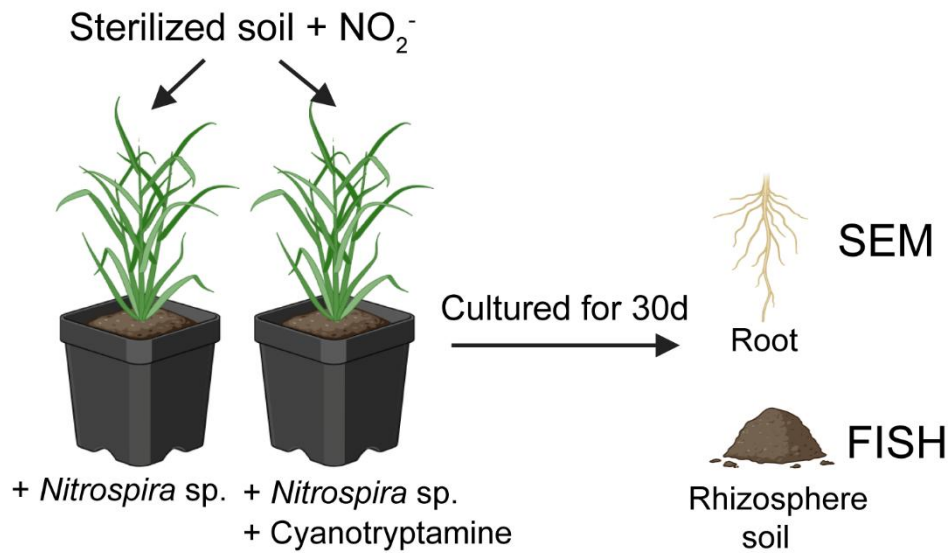 Sterilized soil + NO₂⁻
Cultured for 30d
SEM
Root
FISH
Rhizosphere
soil
+ Nitrospira sp.
+ Nitrospira sp.
+ Cyanotryptamine